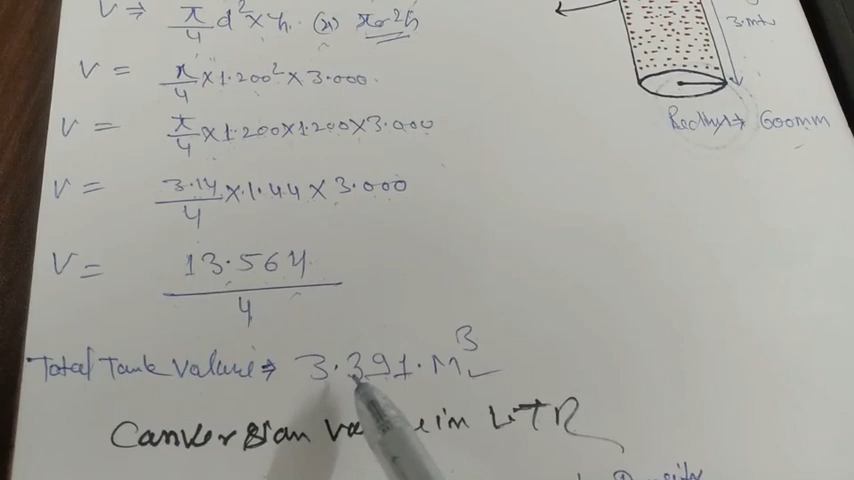 V ⇒ π/4 d² × h (or) πr²h
3.mtr
V = π/4 × 1.200² × 3.000
Radius → 600mm
V = π/4 × 1.200 × 1.200 × 3.000
V = 3.14/4 × 1.44 × 3.000
V = 13.564/4
Total Tank Value ⇒ 3.391.M³
Conversion in LTR